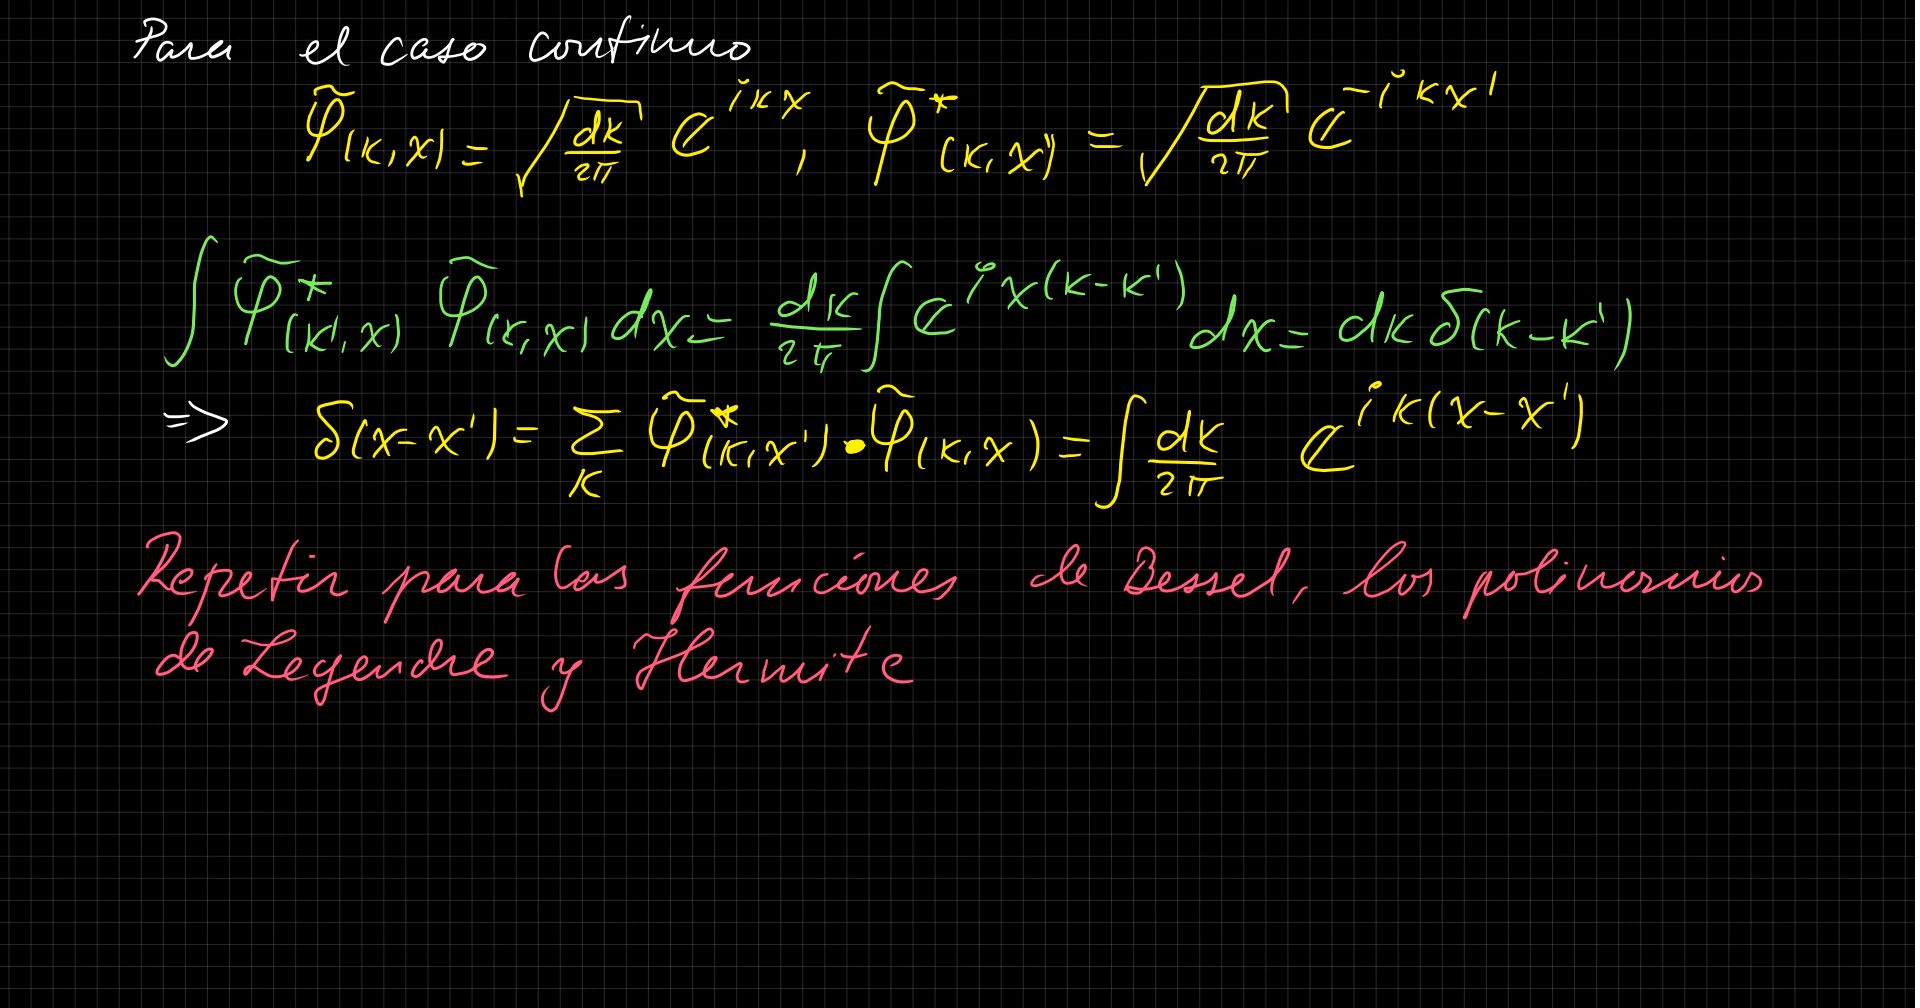 Para el caso continuo
φ̃(k,x) = √(dk/2π) e^{ikx}, φ̃*(k,x') = √(dk/2π) e^{-ikx'}
∫ φ̃*(k',x) φ̃(k,x) dx = dk/2π ∫ e^{ix(k-k')} dx = dk δ(k-k')
⇒ δ(x-x') = Σ_k φ̃*(k,x')·φ̃(k,x) = ∫ dk/2π e^{ik(x-x')}
Repetir para las funciones de Bessel, los polinomios
de Legendre y Hermite